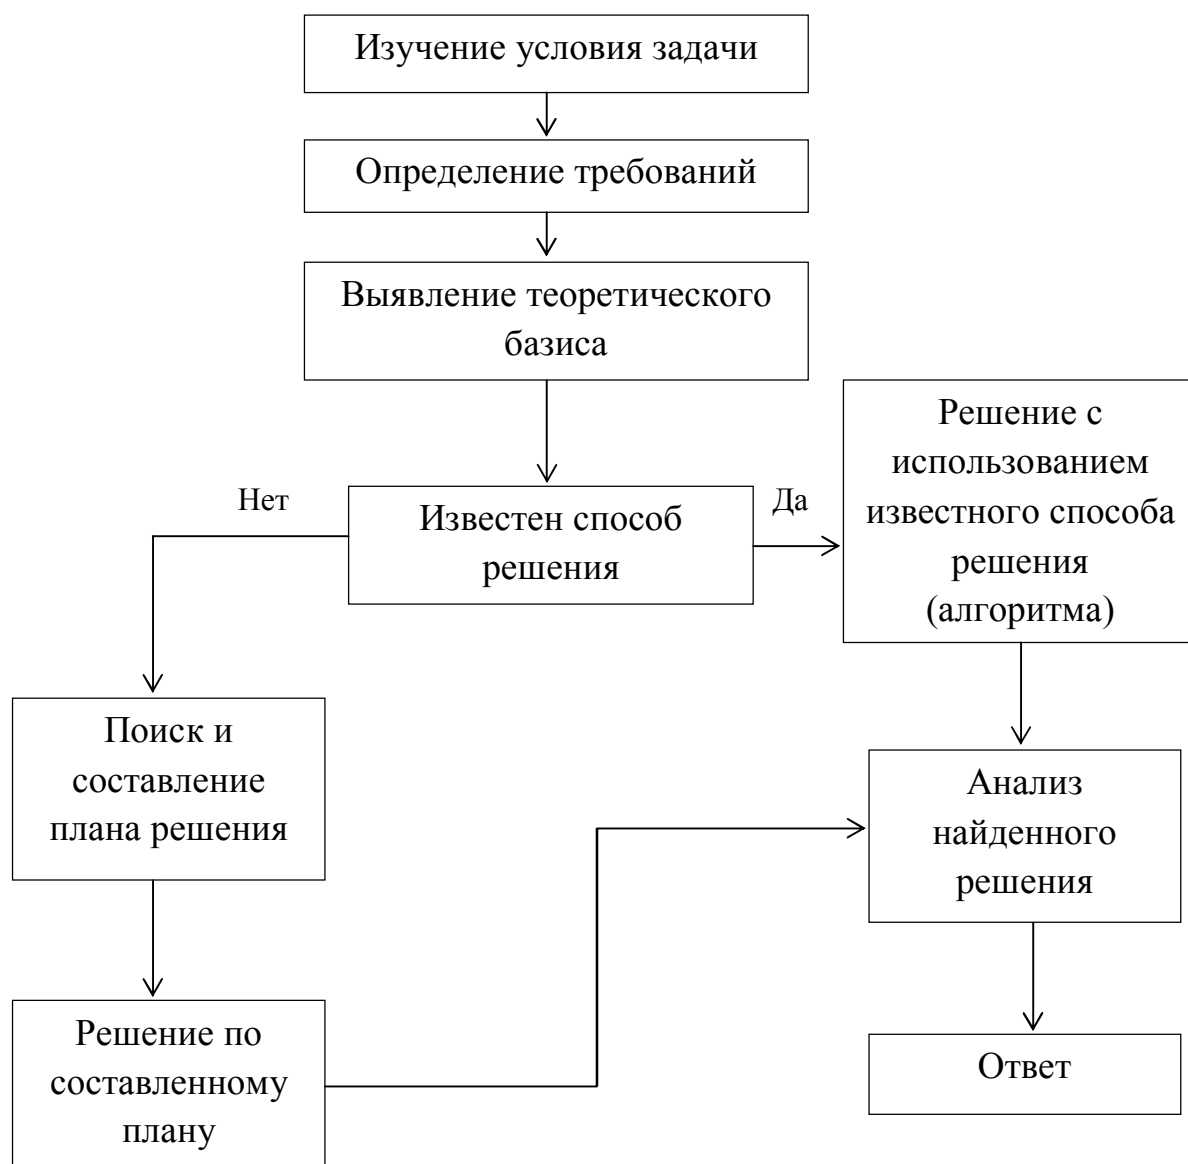 Изучение условия задачи
Определение требований
Выявление теоретического
базиса
Нет
Известен способ
решения
Да
Решение с
использованием
известного способа
решения
(алгоритма)
Поиск и
составление
плана решения
Анализ
найденного
решения
Решение по
составленному
плану
Ответ